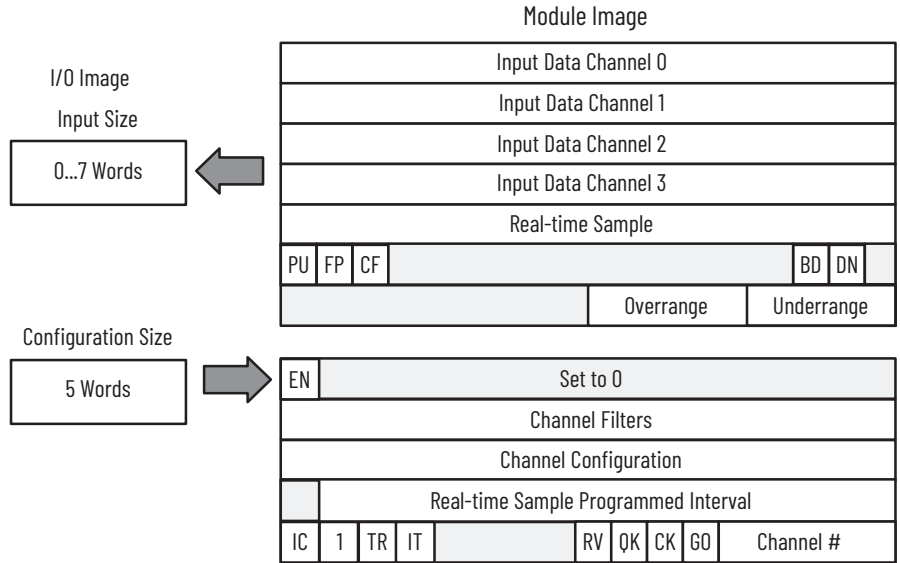 Module Image
I/O Image
Input Size
0...7 Words
Input Data Channel 0
Input Data Channel 1
Input Data Channel 2
Input Data Channel 3
Real-time Sample
PU FP CF BD DN
Overrange Underrange
Configuration Size
5 Words
EN Set to 0
Channel Filters
Channel Configuration
Real-time Sample Programmed Interval
IC 1 TR IT RV QK CK GO Channel #